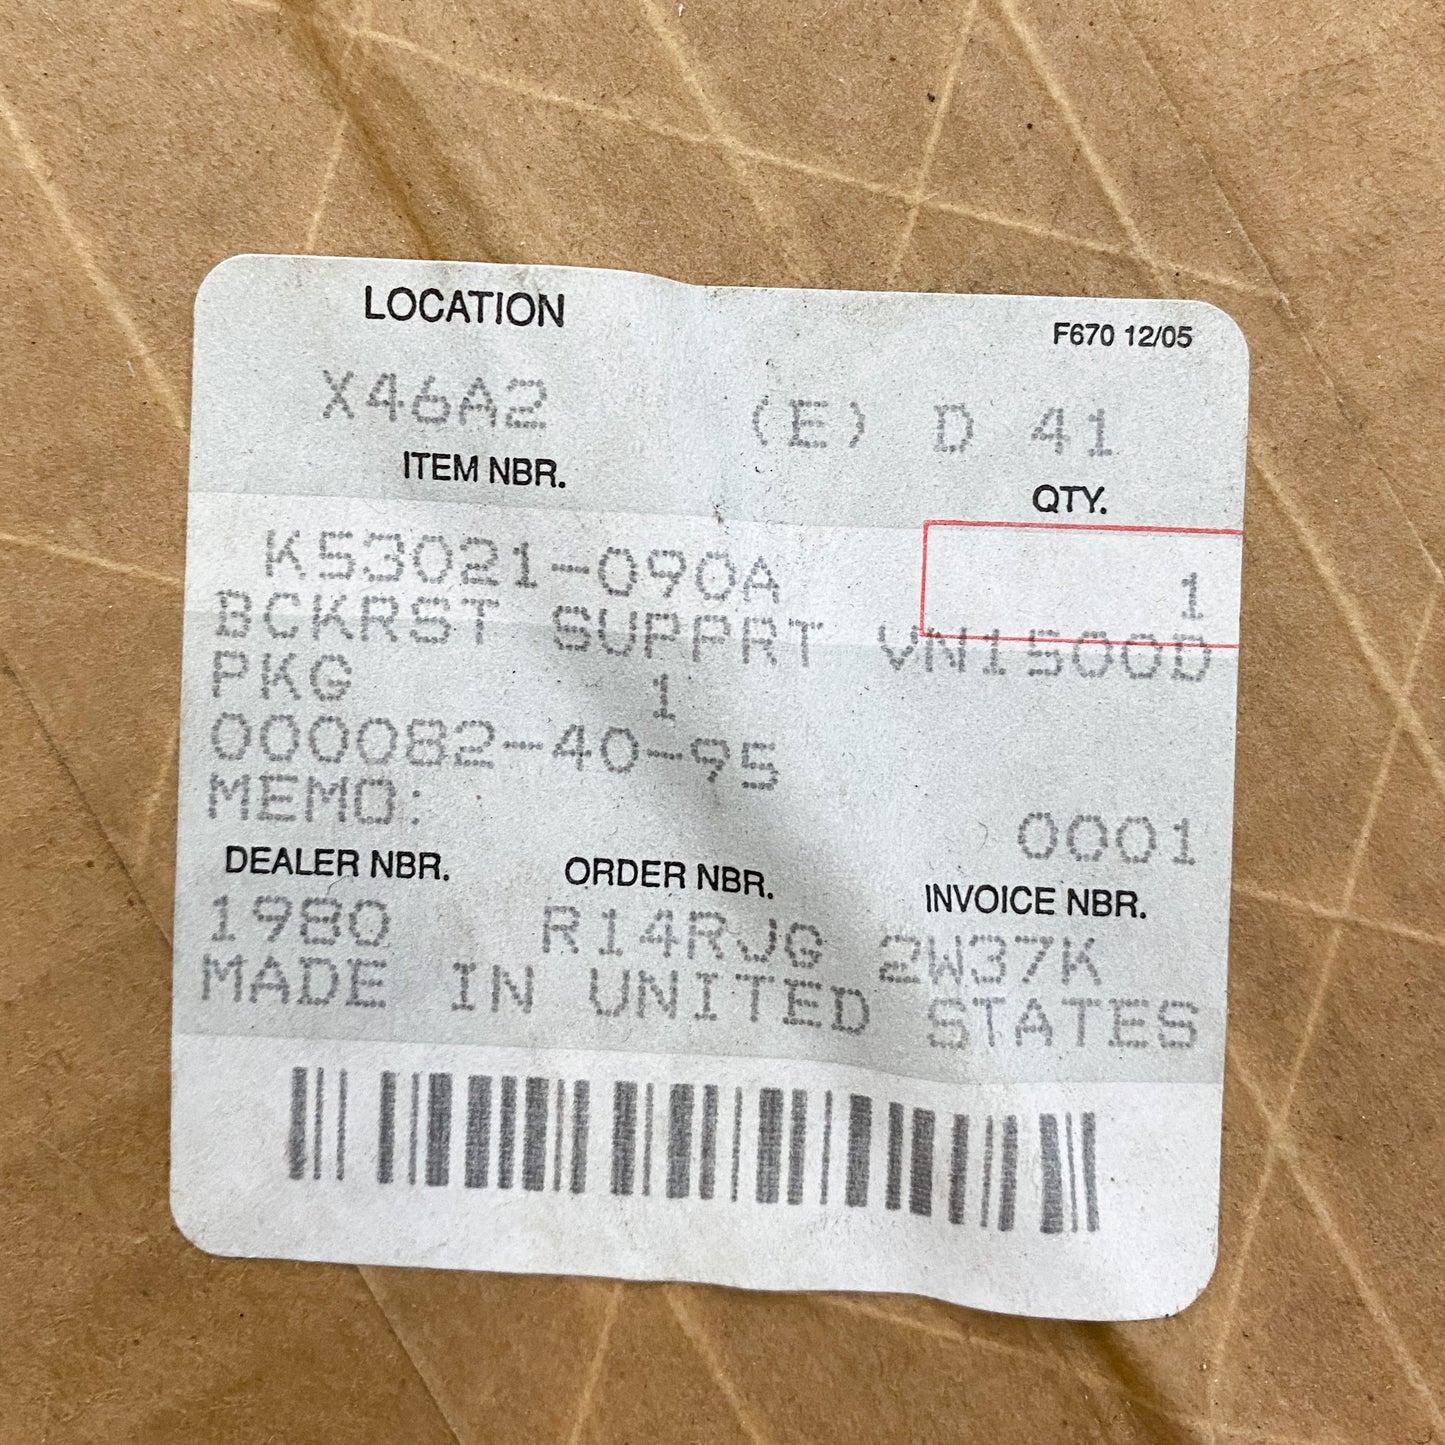 LOCATION
F670 12/05
X46A2 (E) D 41
ITEM NBR. QTY.
K53021-090A 1
BCKRST SUPPRT VN1500D
PKG 1
000082-40-95
MEMO: 0001
DEALER NBR. ORDER NBR. INVOICE NBR.
1980 R14RJG 2W37K
MADE IN UNITED STATES